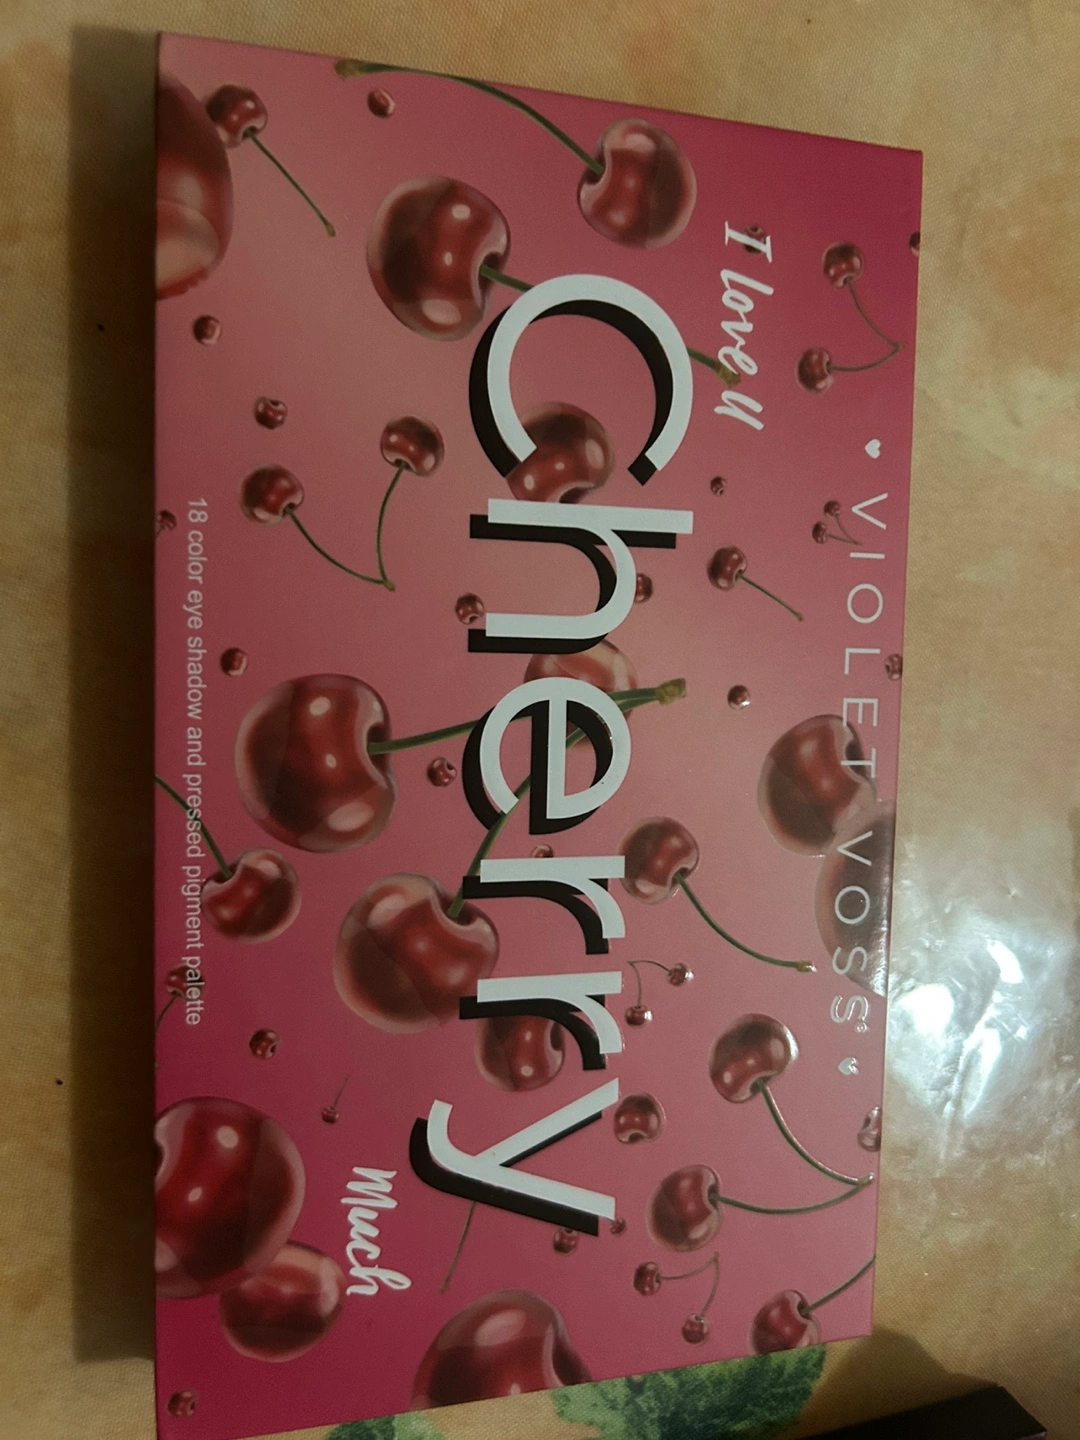 ♥ VIOLET VOSS® ♥
I love U
Cherry
Much
18 color eye shadow and pressed pigment palette